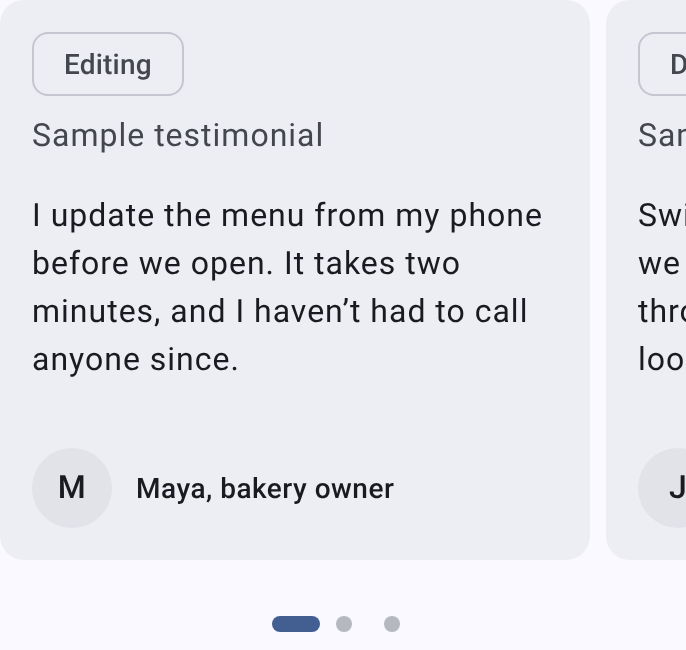 Editing
Sample testimonial
I update the menu from my phone
before we open. It takes two
minutes, and I haven’t had to call
anyone since.
M
Maya, bakery owner
we
J